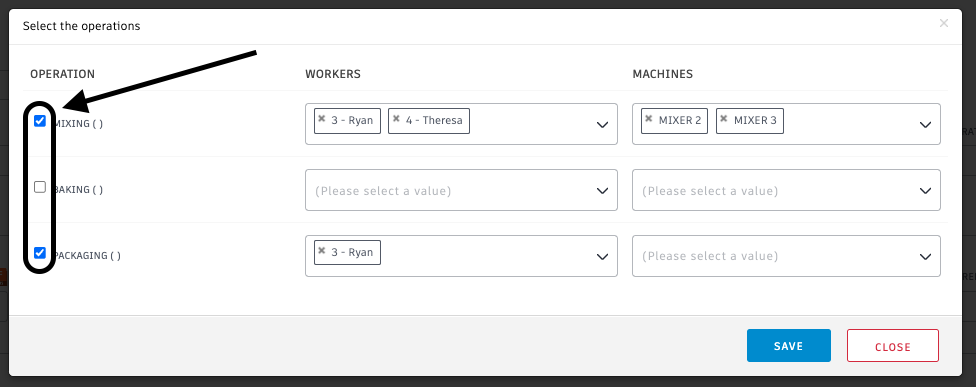 Select the operations ×
OPERATION WORKERS MACHINES
MIXING ( ) × 3 - Ryan × 4 - Theresa × MIXER 2 × MIXER 3
BAKING ( ) (Please select a value) (Please select a value)
PACKAGING ( ) × 3 - Ryan (Please select a value)
SAVE CLOSE